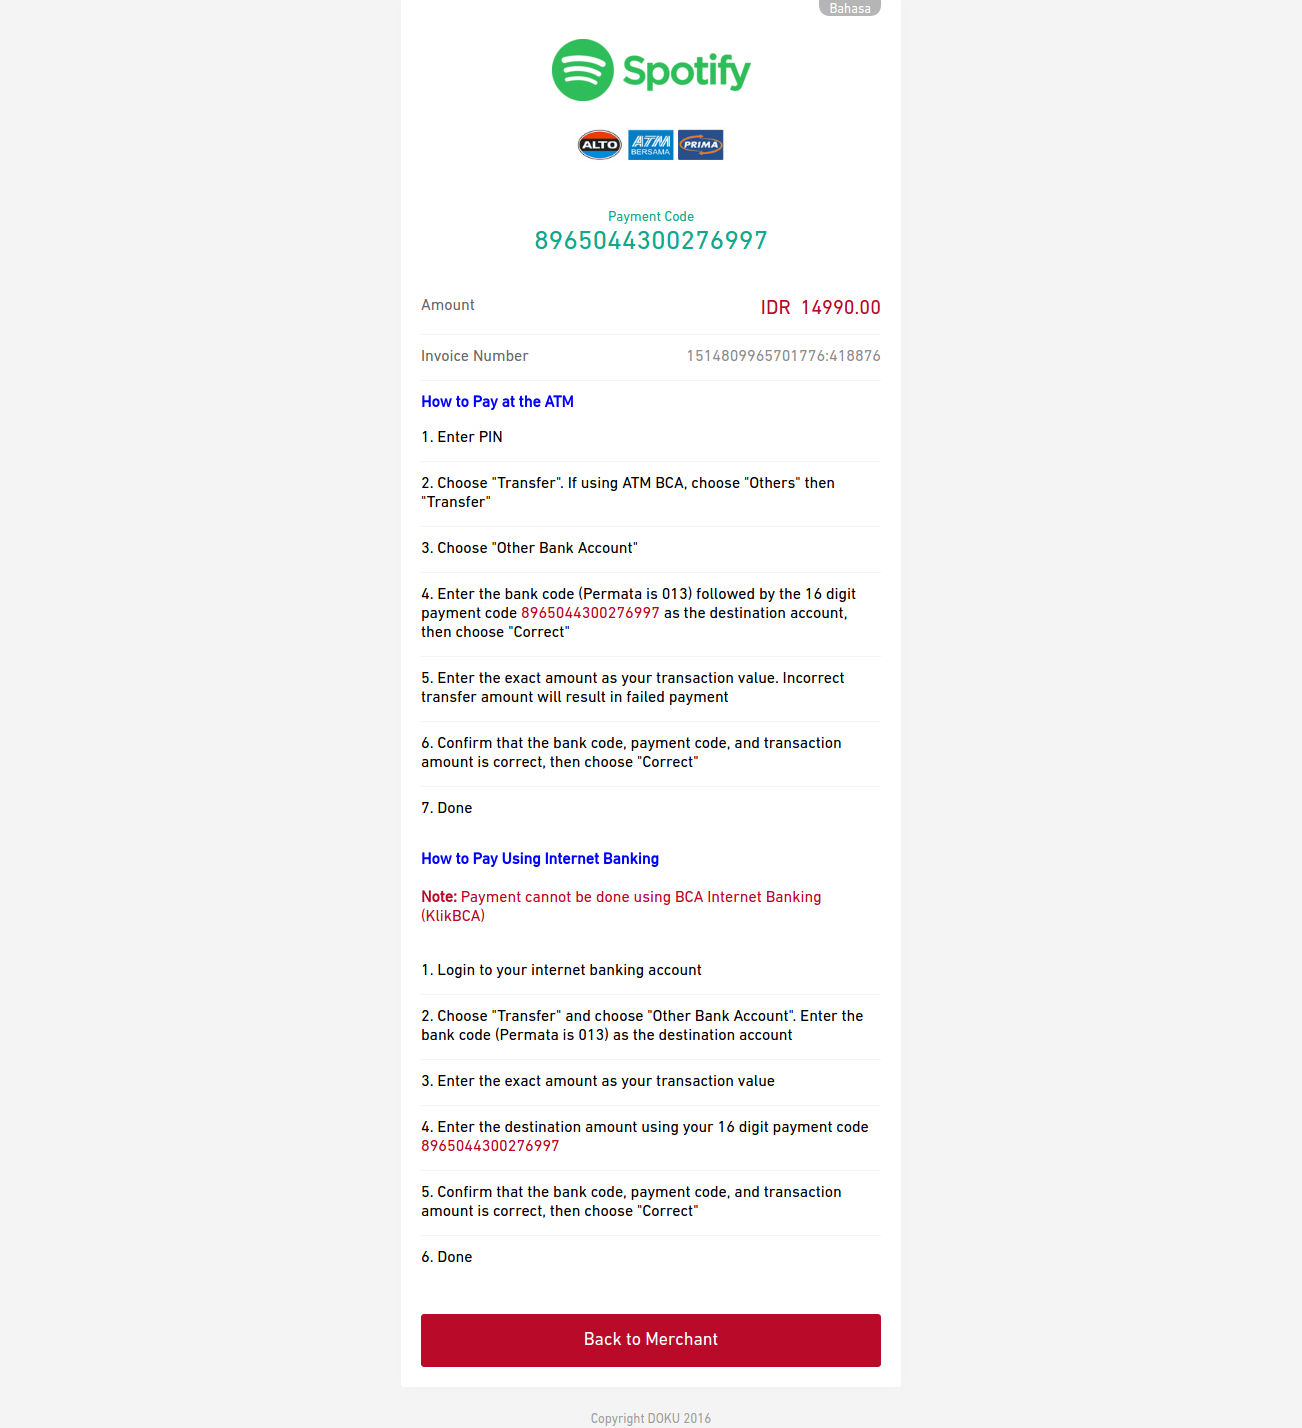 Bahasa
Spotify
ALTO
ATM
BERSAMA
PRIMA
Payment Code
8965044300276997
Amount
IDR 14990.00
Invoice Number
1514809965701776:418876
How to Pay at the ATM
1. Enter PIN
2. Choose "Transfer". If using ATM BCA, choose "Others" then
"Transfer"
3. Choose "Other Bank Account"
4. Enter the bank code (Permata is 013) followed by the 16 digit
payment code 8965044300276997 as the destination account,
then choose "Correct"
5. Enter the exact amount as your transaction value. Incorrect
transfer amount will result in failed payment
6. Confirm that the bank code, payment code, and transaction
amount is correct, then choose "Correct"
7. Done
How to Pay Using Internet Banking
Note: Payment cannot be done using BCA Internet Banking
(KlikBCA)
1. Login to your internet banking account
2. Choose "Transfer" and choose "Other Bank Account". Enter the
bank code (Permata is 013) as the destination account
3. Enter the exact amount as your transaction value
4. Enter the destination amount using your 16 digit payment code
8965044300276997
5. Confirm that the bank code, payment code, and transaction
amount is correct, then choose "Correct"
6. Done
Back to Merchant
Copyright DOKU 2016